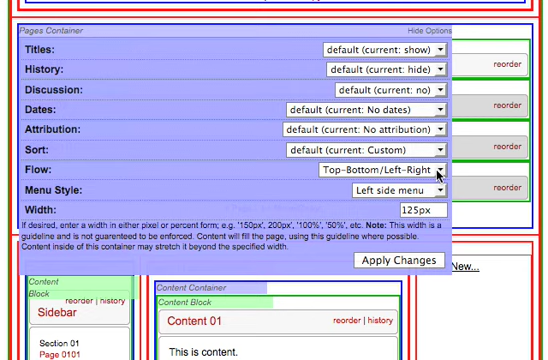 Pages Container Hide Options
Titles: default (current: show)
History: default (current: hide)
reorder
Discussion: default (current: no)
Dates: default (current: No dates)
reorder
Attribution: default (current: No attribution)
Sort: default (current: Custom)
reorder
Flow: Top-Bottom/Left-Right
Menu Style: Left side menu
reorder
Width: 125px
If desired, enter a width in either pixel or percent form; e.g. '150px', 200px', '100%', '50%', etc. Note: This width is a
guideline and is not guarenteed to be enforced. Content will fill the page, using this guideline where possible.
Content inside of this container may stretch it beyond the specified width.
Apply Changes
New...
Content
Block
reorder | history
Sidebar
Section 01
Page 0101
Content Container
Content Block
Content 01 reorder | history
This is content.